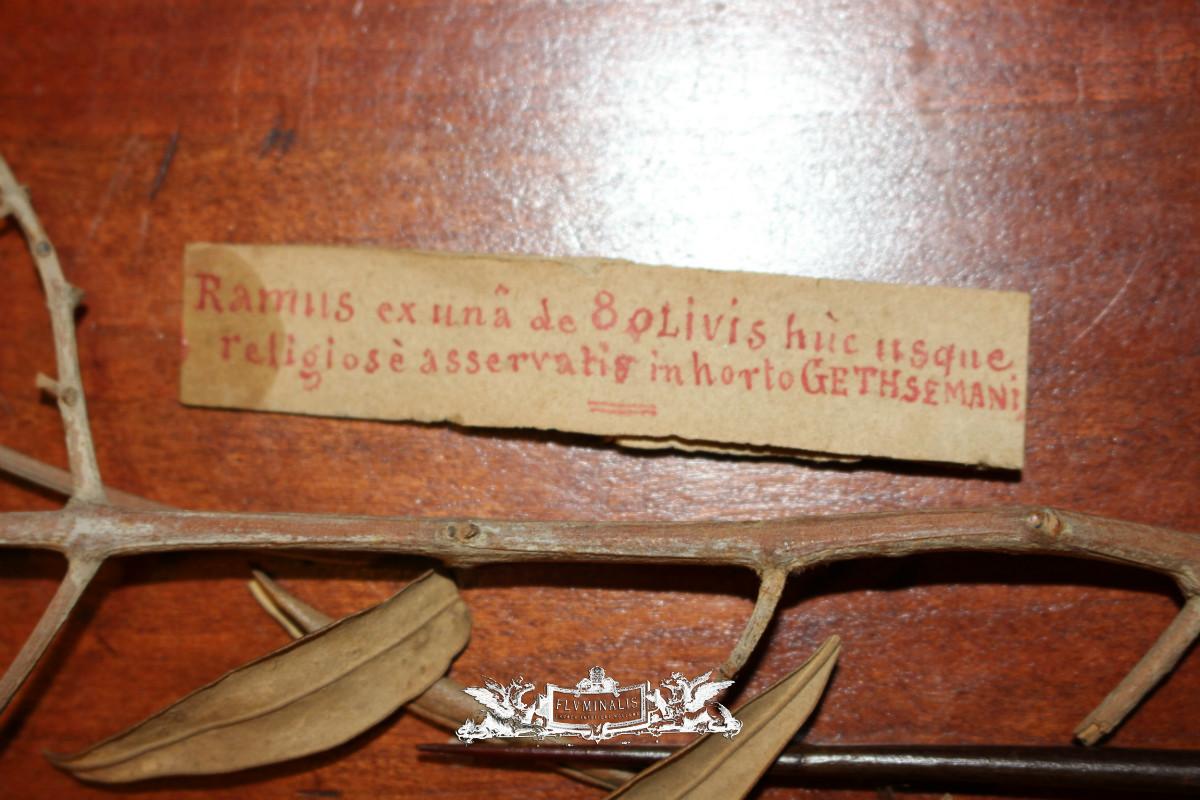 Ramus ex unâ de 8 OLivis hùc usque
religiosè asservatis in horto GETHSEMANi
FLVMINALIS